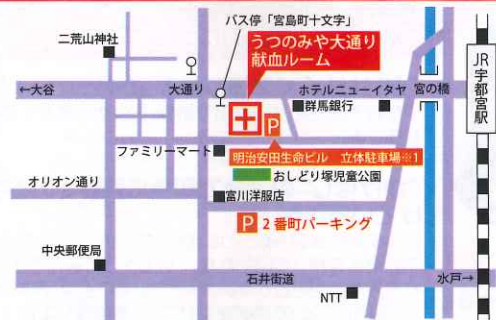 バス停「宮島町十文字」
二荒山神社
うつのみや大通り
献血ルーム
JR宇都宮駅
←大谷
大通り
ホテルニューイタヤ
宮の橋
群馬銀行
P
ファミリーマート
明治安田生命ビル 立体駐車場※1
オリオン通り
おしどり塚児童公園
富川洋服店
P 2番町パーキング
中央郵便局
石井街道
水戸→
NTT